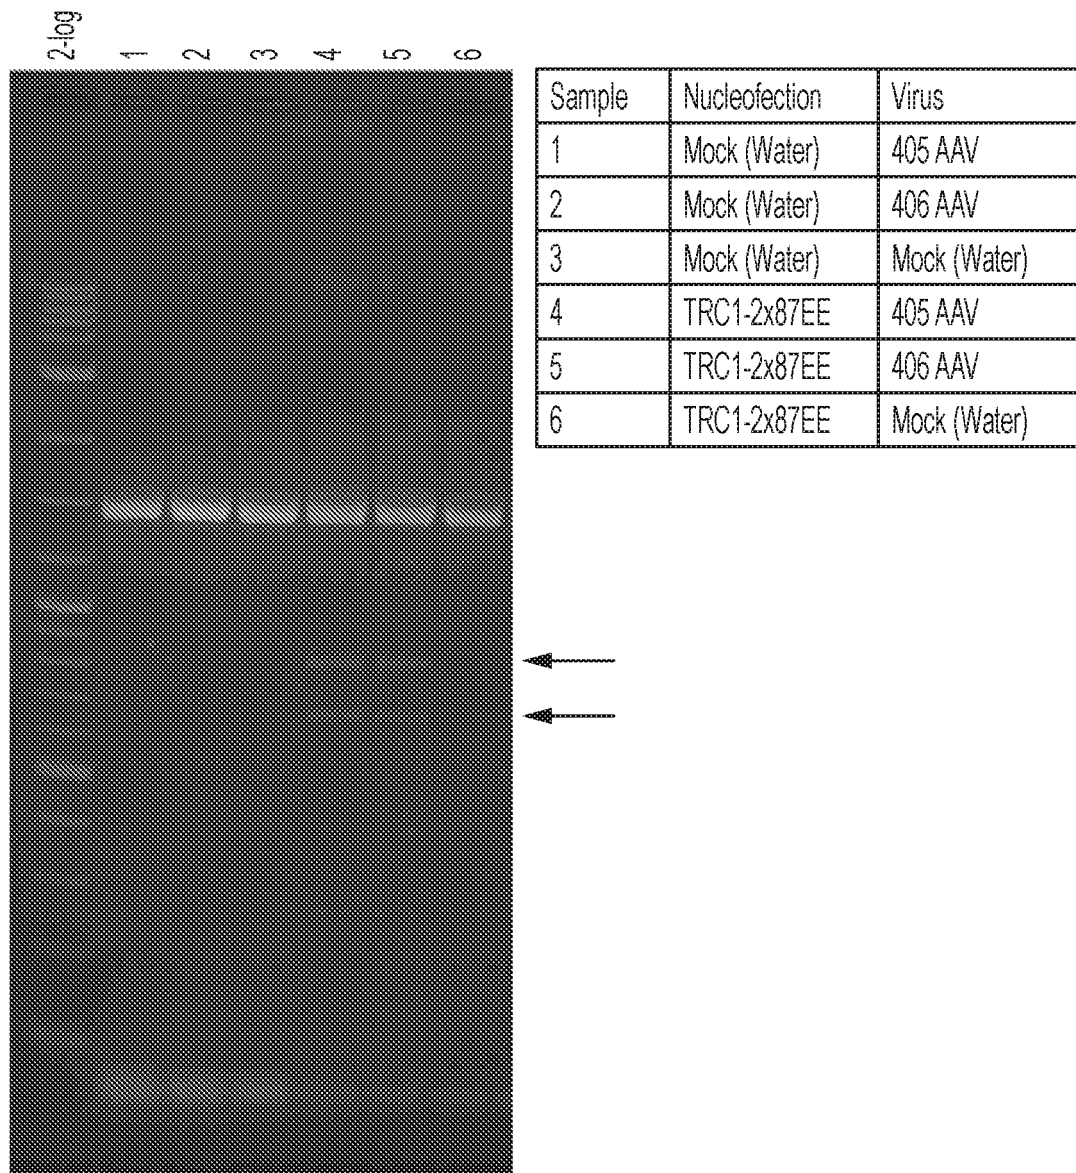 2-log 1 2 3 4 5 6
Sample Nucleofection Virus
1 Mock (Water) 405 AAV
2 Mock (Water) 406 AAV
3 Mock (Water) Mock (Water)
4 TRC1-2x87EE 405 AAV
5 TRC1-2x87EE 406 AAV
6 TRC1-2x87EE Mock (Water)